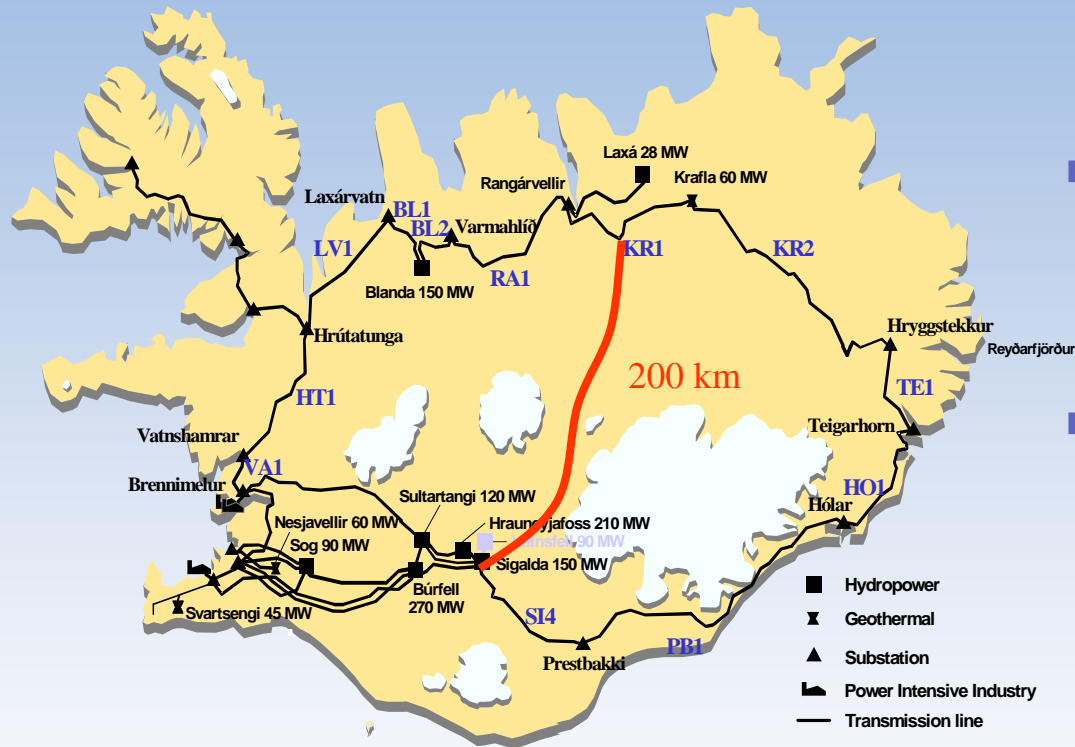 Laxá 28 MW
Krafla 60 MW
Rangárvellir
Laxárvatn
BL1
BL2
Varmahlíð
LV1
RA1
KR1
KR2
Blanda 150 MW
Hrútatunga
Hryggstekkur
Reyðarfjörður
200 km
HT1
TE1
Teigarhorn
Vatnshamrar
VA1
Brennimelur
HO1
Hólar
Sultartangi 120 MW
Nesjavellir 60 MW
Hrauneyjafoss 210 MW
Vatnsfell 90 MW
Sog 90 MW
Sigalda 150 MW
Búrfell
270 MW
Svartsengi 45 MW
SI4
PB1
Prestbakki
Hydropower
Geothermal
Substation
Power Intensive Industry
Transmission line